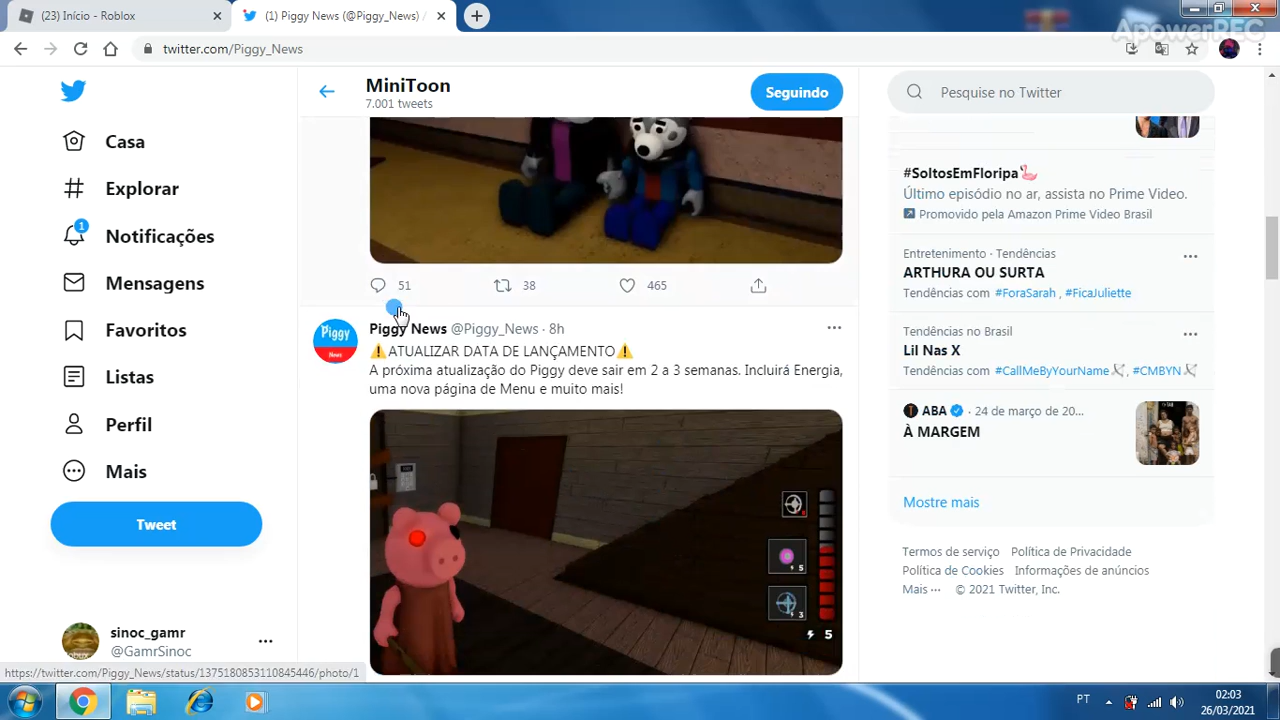 (23) Início - Roblox
(1) Piggy News (@Piggy_News) /
ApowerREC
twitter.com/Piggy_News
MiniToon
7.001 tweets
Seguindo
Pesquise no Twitter
Casa
Explorar
1
Notificações
Mensagens
Favoritos
Listas
Perfil
Mais
Tweet
sinoc_gamr
@GamrSinoc
51
38
465
Piggy
News
Piggy News @Piggy_News · 8h
⚠️ATUALIZAR DATA DE LANÇAMENTO⚠️
A próxima atualização do Piggy deve sair em 2 a 3 semanas. Incluirá Energia,
uma nova página de Menu e muito mais!
5
3
5
#SoltosEmFloripa🦩
Último episódio no ar, assista no Prime Video.
Promovido pela Amazon Prime Video Brasil
Entretenimento · Tendências
ARTHURA OU SURTA
Tendências com #ForaSarah , #FicaJuliette
Tendências no Brasil
Lil Nas X
Tendências com #CallMeByYourName🏹, #CMBYN🏹
ABA · 24 de março de 20...
À MARGEM
Mostre mais
Termos de serviço Política de Privacidade
Política de Cookies Informações de anúncios
Mais ··· © 2021 Twitter, Inc.
https://twitter.com/Piggy_News/status/1375180853110845446/photo/1
PT
02:03
26/03/2021